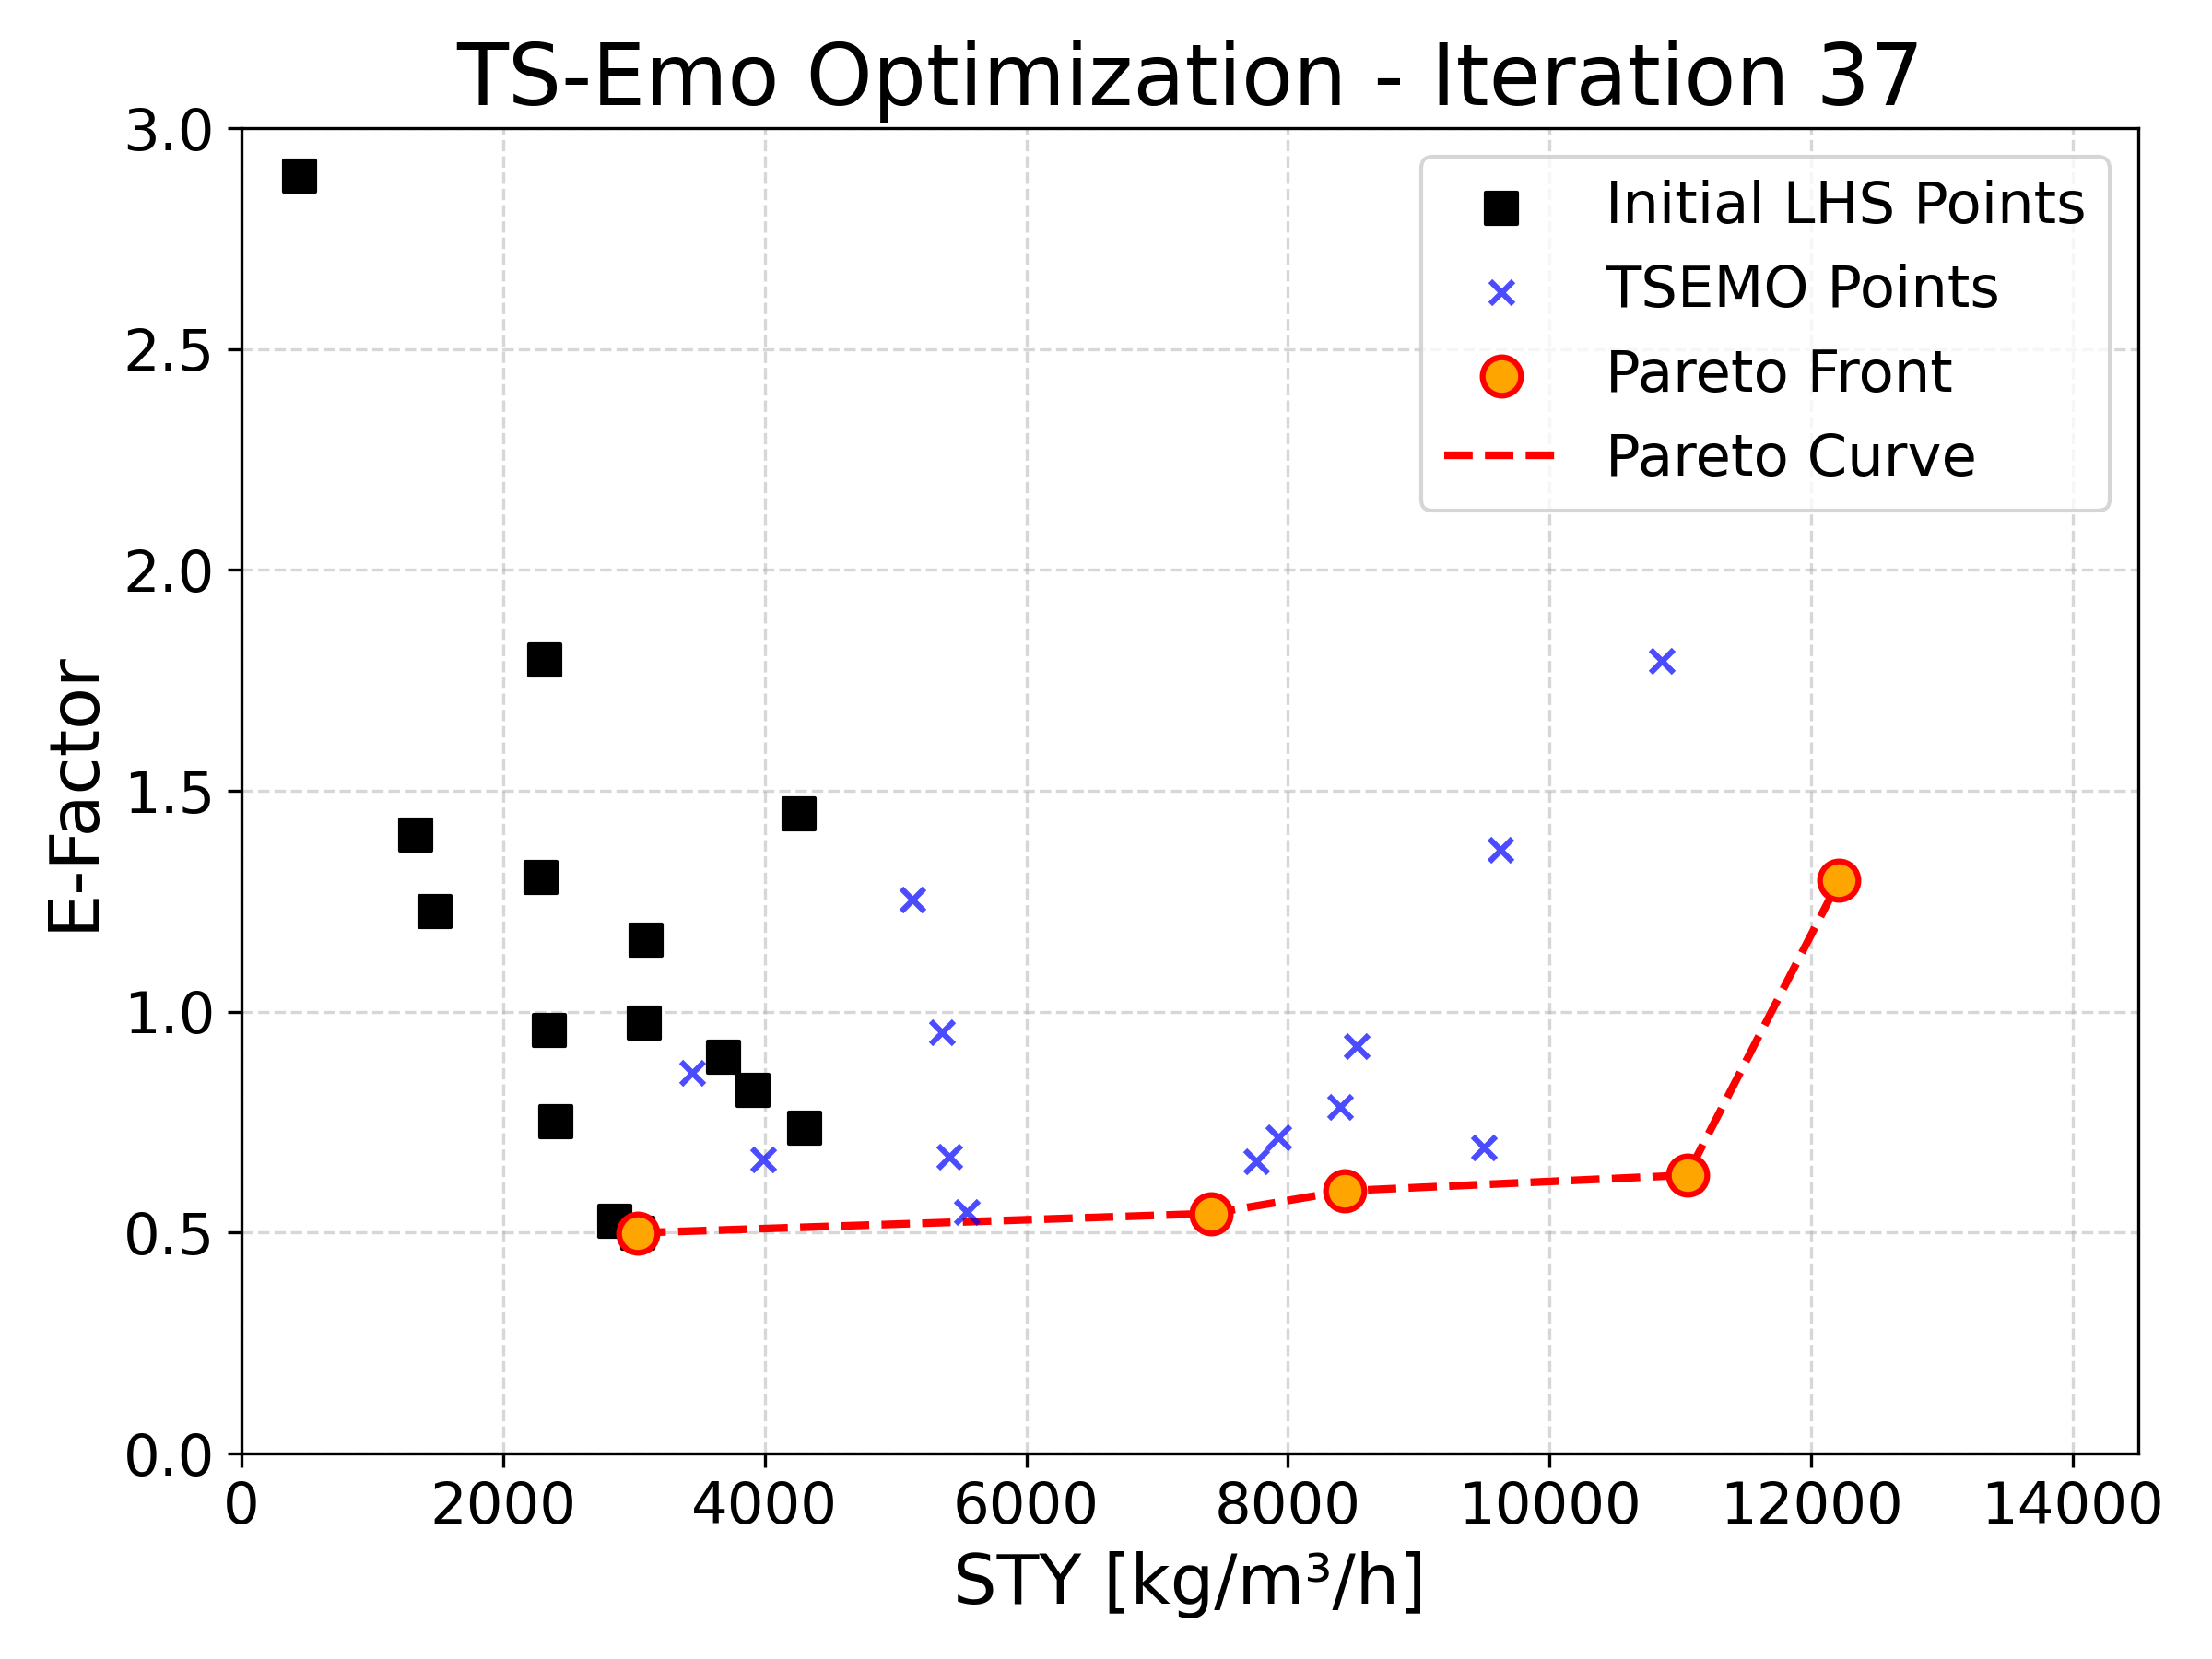 TS-Emo Optimization - Iteration 37
3.0
2.5
2.0
1.5
1.0
0.5
0.0
E-Factor
Initial LHS Points
TSEMO Points
Pareto Front
Pareto Curve
0 2000 4000 6000 8000 10000 12000 14000
STY [kg/m³/h]